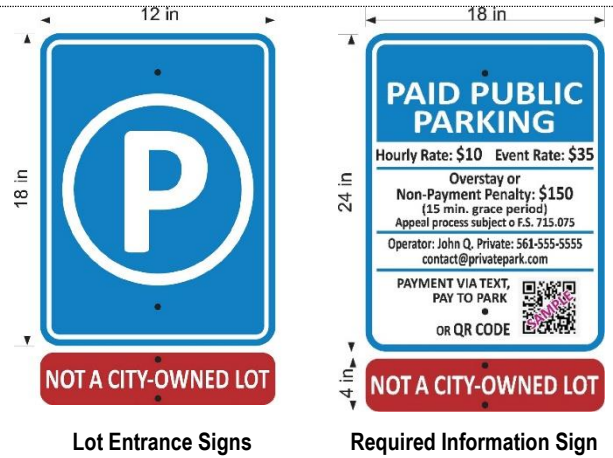 12 in
18 in
P
NOT A CITY-OWNED LOT
Lot Entrance Signs
18 in
24 in
PAID PUBLIC
PARKING
Hourly Rate: $10 Event Rate: $35
Overstay or
Non-Payment Penalty: $150
(15 min. grace period)
Appeal process subject o F.S. 715.075
Operator: John Q. Private: 561-555-5555
contact@privatepark.com
PAYMENT VIA TEXT,
PAY TO PARK
OR QR CODE
SAMPLE
4 in
NOT A CITY-OWNED LOT
Required Information Sign